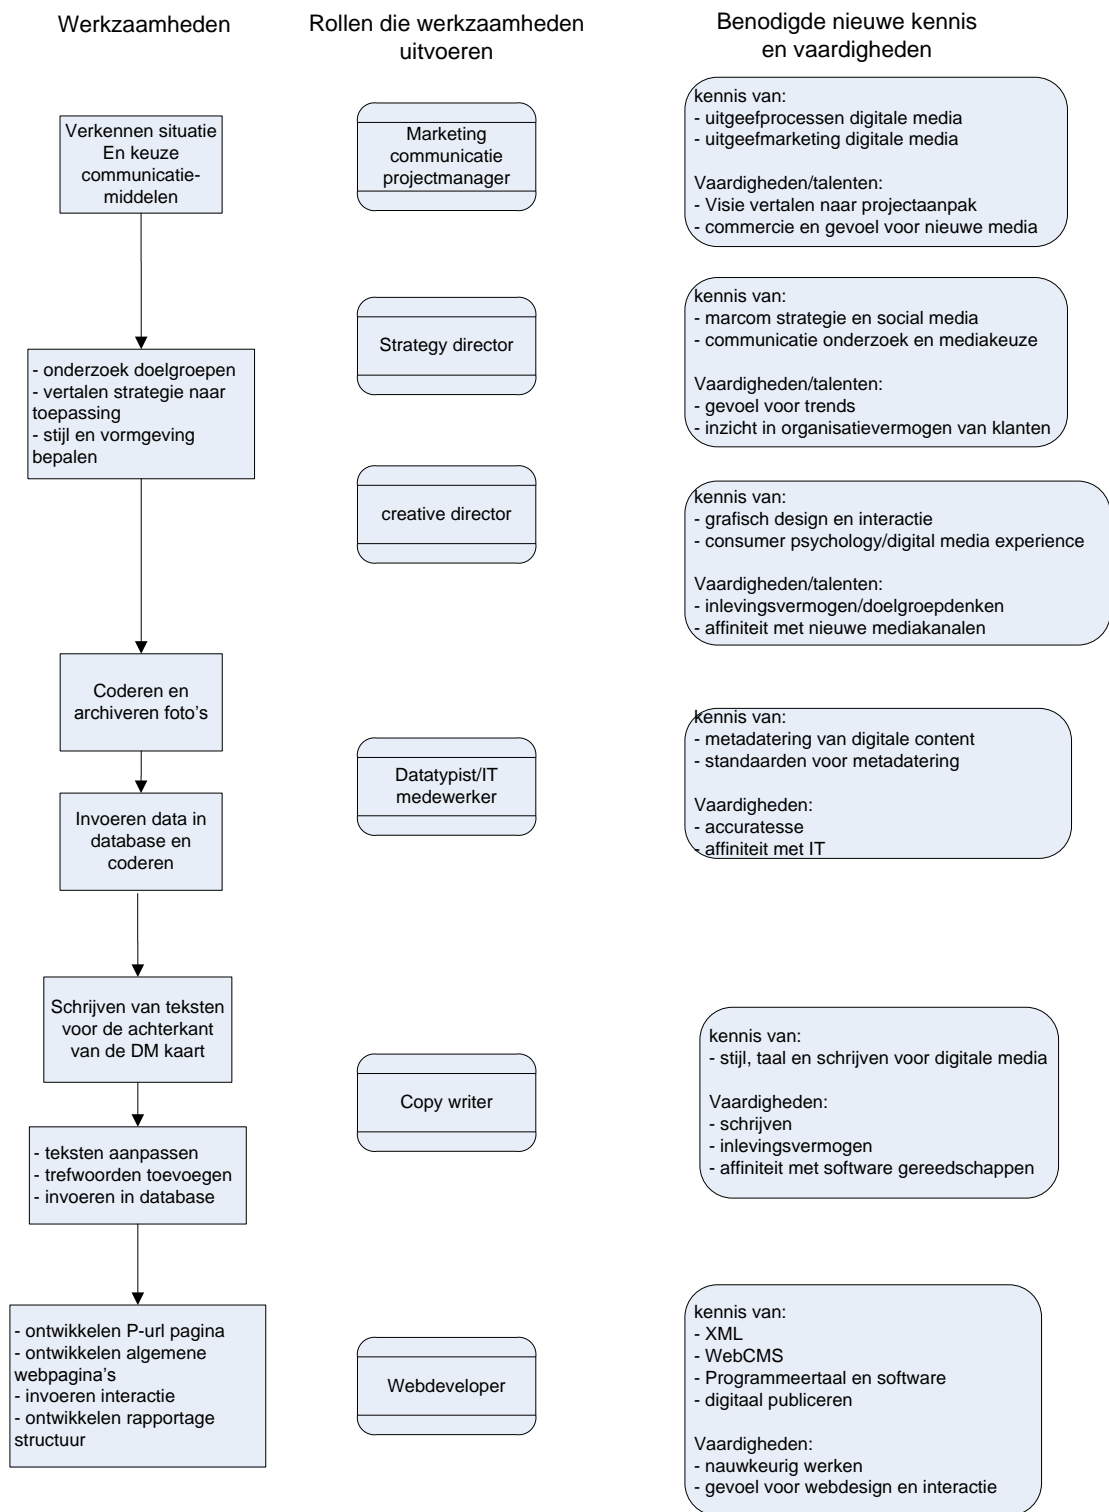 Werkzaamheden
Rollen die werkzaamheden
uitvoeren
Benodigde nieuwe kennis
en vaardigheden
Verkennen situatie
En keuze
communicatie-
middelen
Marketing
communicatie
projectmanager
kennis van:
- uitgeefprocessen digitale media
- uitgeefmarketing digitale media
Vaardigheden/talenten:
- Visie vertalen naar projectaanpak
- commercie en gevoel voor nieuwe media
- onderzoek doelgroepen
- vertalen strategie naar
toepassing
- stijl en vormgeving
bepalen
Strategy director
kennis van:
- marcom strategie en social media
- communicatie onderzoek en mediakeuze
Vaardigheden/talenten:
- gevoel voor trends
- inzicht in organisatievermogen van klanten
creative director
kennis van:
- grafisch design en interactie
- consumer psychology/digital media experience
Vaardigheden/talenten:
- inlevingsvermogen/doelgroepdenken
- affiniteit met nieuwe mediakanalen
Coderen en
archiveren foto's
Invoeren data in
database en
coderen
Datatypist/IT
medewerker
kennis van:
- metadatering van digitale content
- standaarden voor metadatering
Vaardigheden:
- accuratesse
- affiniteit met IT
Schrijven van teksten
voor de achterkant
van de DM kaart
- teksten aanpassen
- trefwoorden toevoegen
- invoeren in database
Copy writer
kennis van:
- stijl, taal en schrijven voor digitale media
Vaardigheden:
- schrijven
- inlevingsvermogen
- affiniteit met software gereedschappen
- ontwikkelen P-url pagina
- ontwikkelen algemene
webpagina's
- invoeren interactie
- ontwikkelen rapportage
structuur
Webdeveloper
kennis van:
- XML
- WebCMS
- Programmeertaal en software
- digitaal publiceren
Vaardigheden:
- nauwkeurig werken
- gevoel voor webdesign en interactie